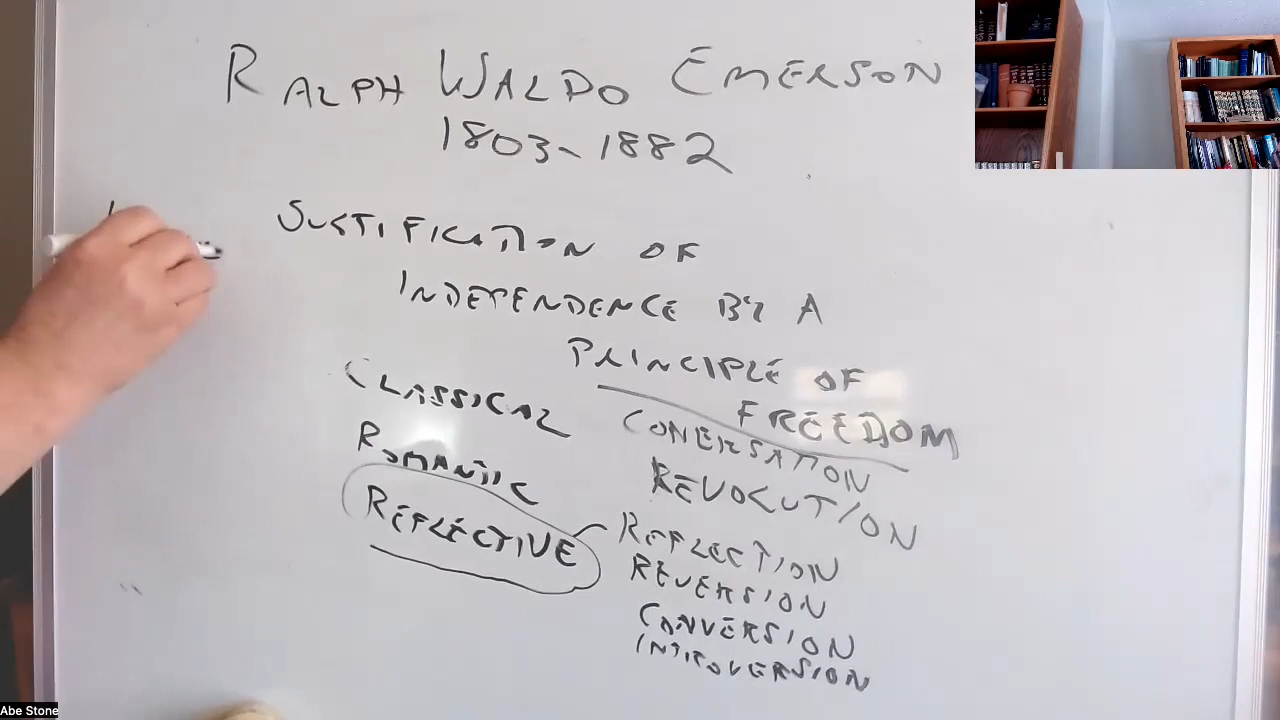 RALPH WALDO EMERSON
1803-1882
JUSTIFICATION OF
INDEPENDENCE BY A
PRINCIPLE OF
FREEDOM
CLASSICAL
ROMANTIC
REFLECTIVE
CONERSATION
REVOLUTION
REFLECTION
REVERSION
CONVERSION
INTROVERSION
Abe Stone